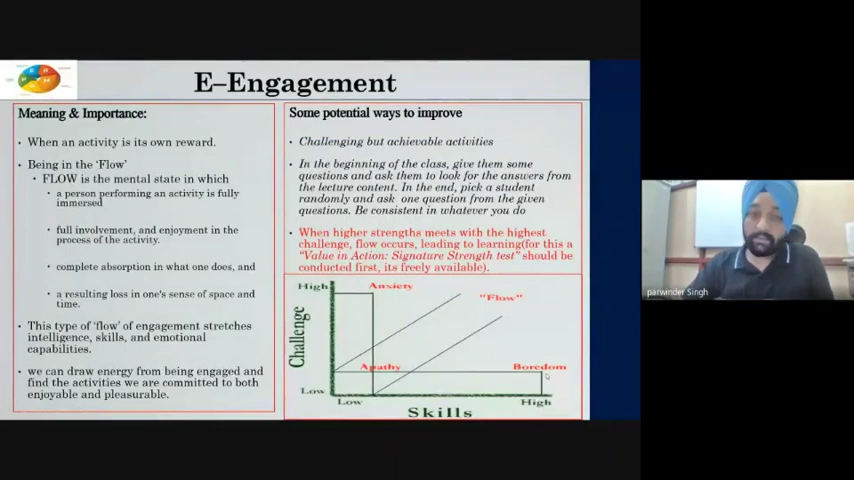 E–Engagement
Meaning & Importance:
• When an activity is its own reward.
• Being in the 'Flow'
• FLOW is the mental state in which
• a person performing an activity is fully
immersed
• full involvement, and enjoyment in the
process of the activity.
• complete absorption in what one does, and
• a resulting loss in one's sense of space and
time.
• This type of 'flow' of engagement stretches
intelligence, skills, and emotional
capabilities.
• we can draw energy from being engaged and
find the activities we are committed to both
enjoyable and pleasurable.
Some potential ways to improve
• Challenging but achievable activities
• In the beginning of the class, give them some
questions and ask them to look for the answers from
the lecture content. In the end, pick a student
randomly and ask one question from the given
questions. Be consistent in whatever you do
• When higher strengths meets with the highest
challenge, flow occurs, leading to learning(for this a
"Value in Action: Signature Strength test" should be
conducted first, its freely available).
High
Anxiety
"Flow"
Challenge
Apathy
Boredom
Low
Low
High
Skills
parwinder Singh